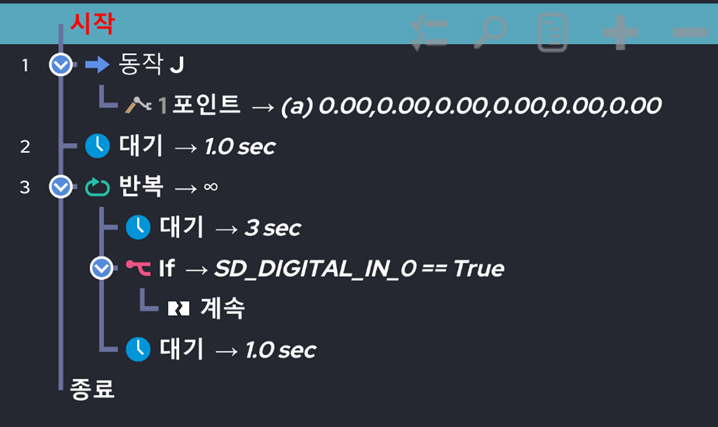 시작
1 동작 J
1 포인트 → (a) 0.00,0.00,0.00,0.00,0.00,0.00
2 대기 → 1.0 sec
3 반복 → ∞
대기 → 3 sec
If → SD_DIGITAL_IN_0 == True
계속
대기 → 1.0 sec
종료